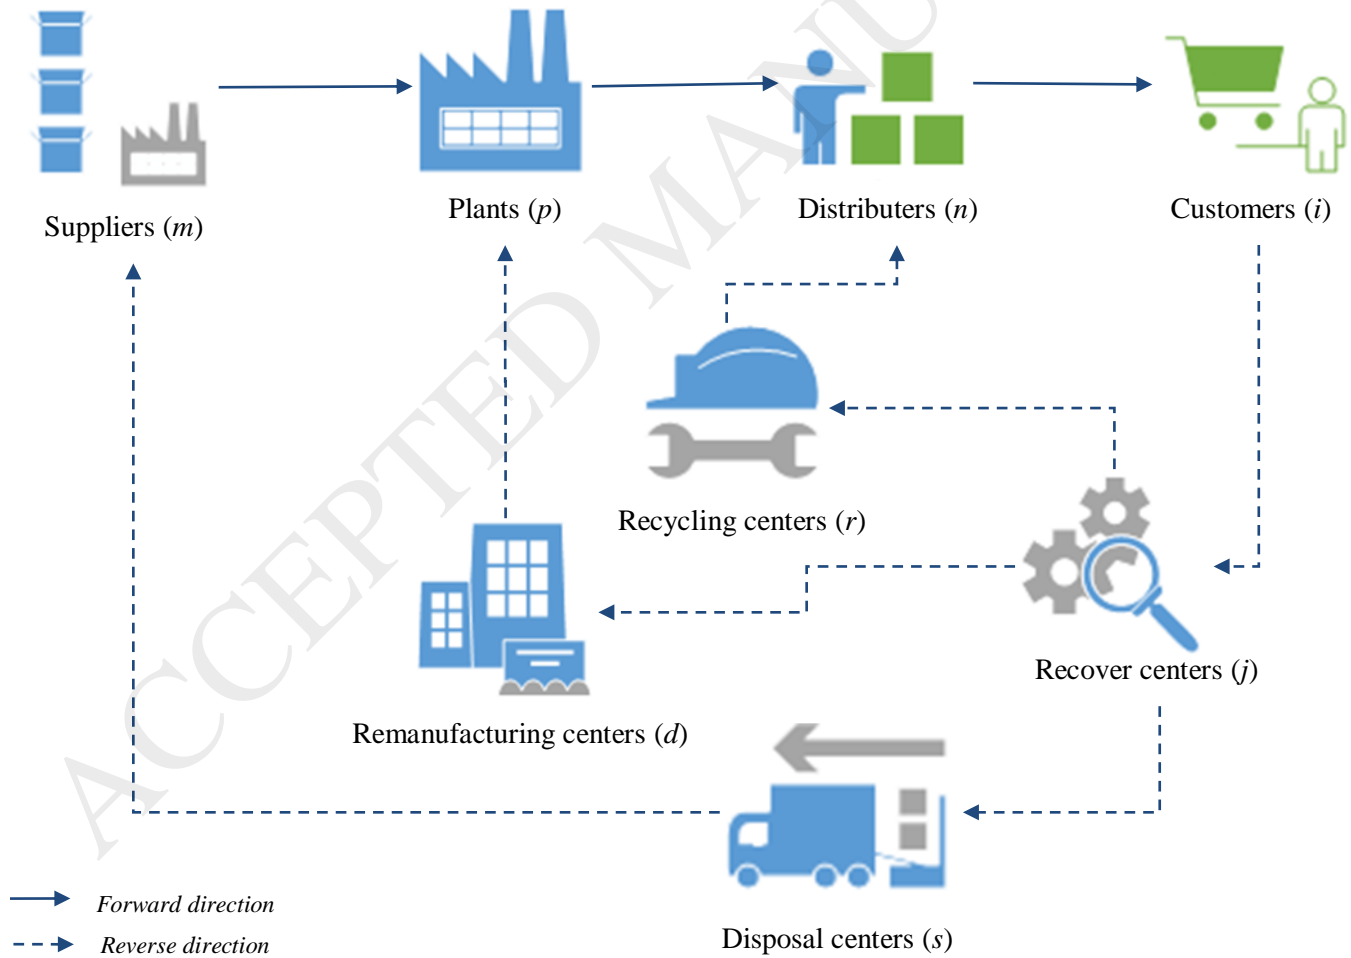 Suppliers (m)
Plants (p)
Distributers (n)
Customers (i)
Recycling centers (r)
Recover centers (j)
Remanufacturing centers (d)
Disposal centers (s)
Forward direction
Reverse direction
ACCEPTED MANU